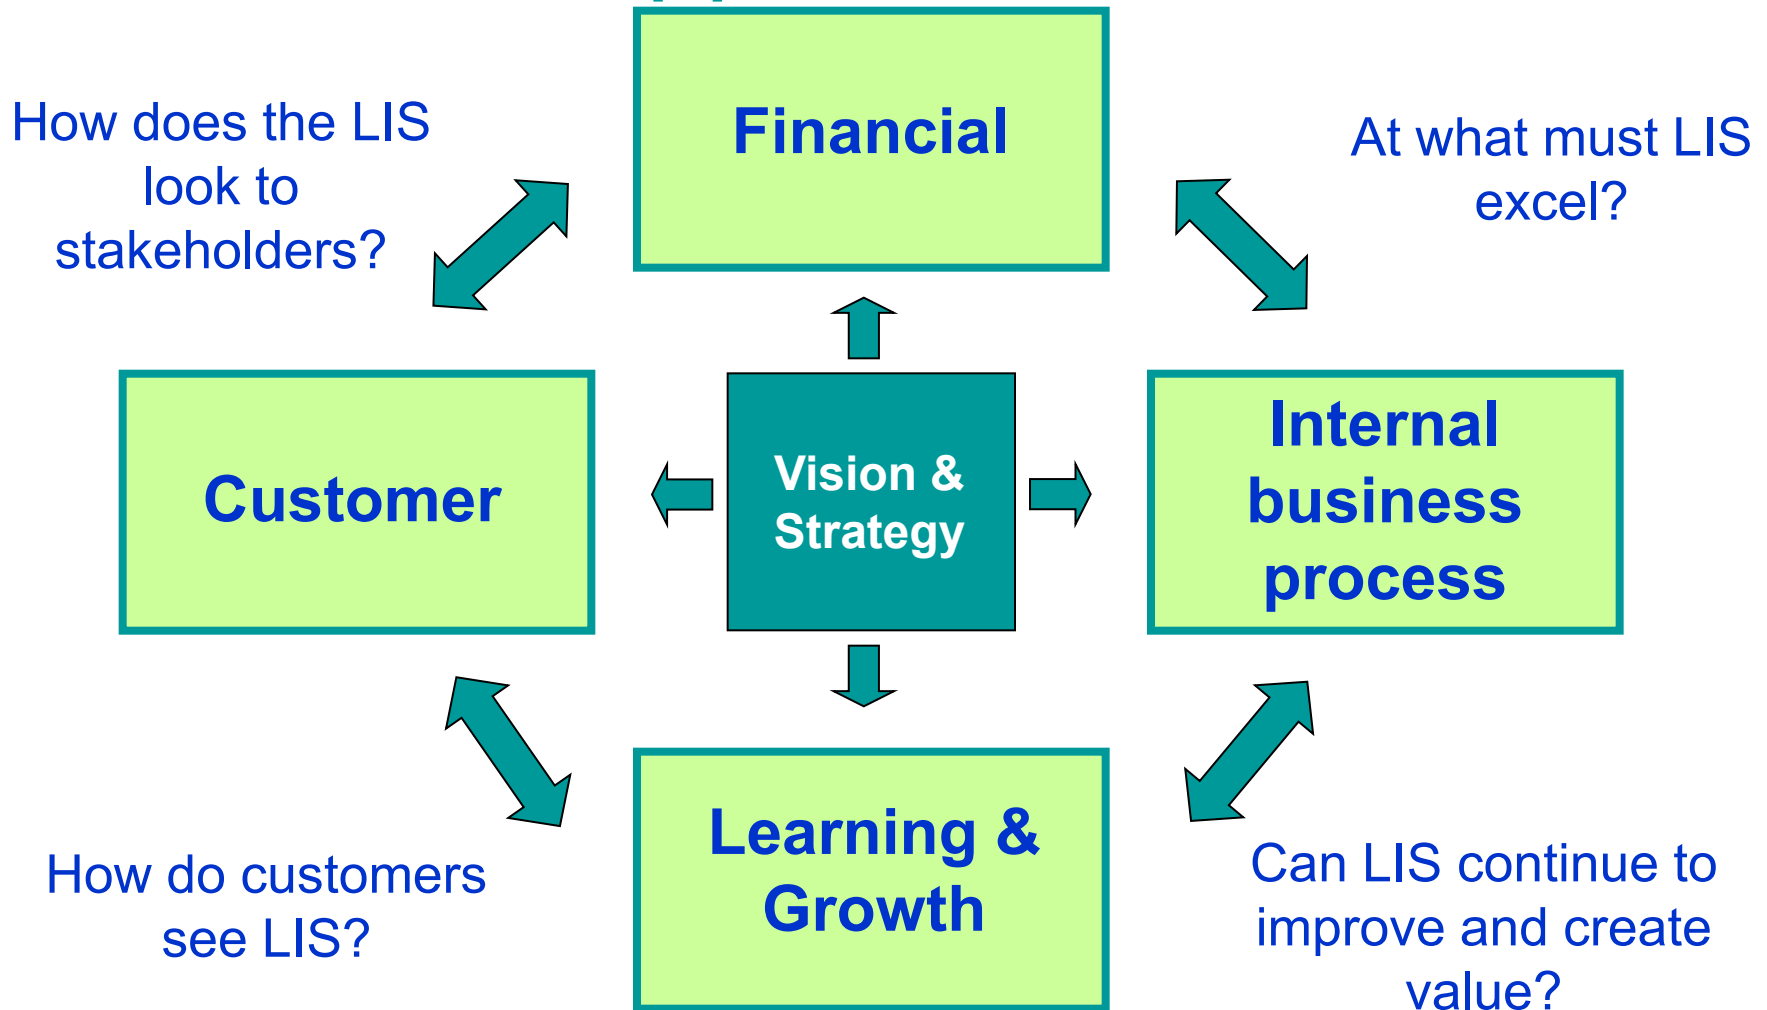 Financial
How does the LIS
look to
stakeholders?
At what must LIS
excel?
Customer
Vision &
Strategy
Internal
business
process
Learning &
Growth
How do customers
see LIS?
Can LIS continue to
improve and create
value?